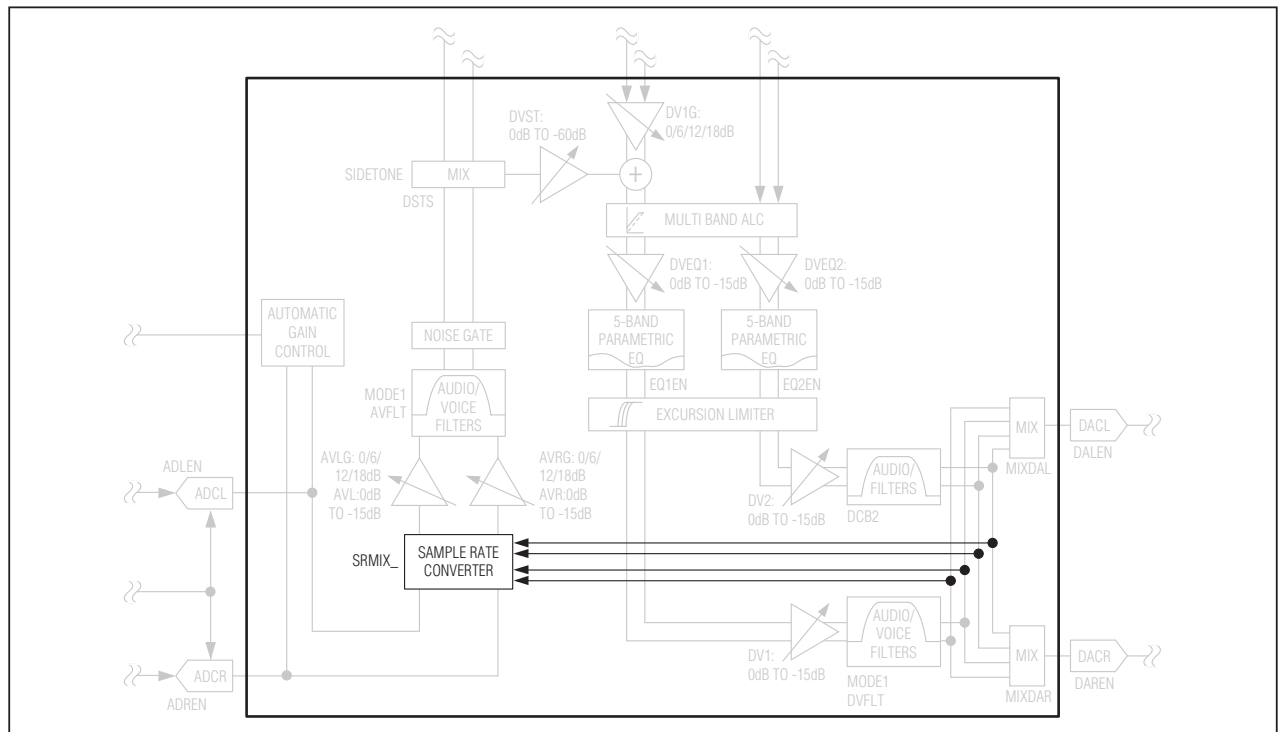 DVST:
0dB TO -60dB
DV1G:
0/6/12/18dB
SIDETONE
MIX
DSTS
+
MULTI BAND ALC
DVEQ1:
0dB TO -15dB
DVEQ2:
0dB TO -15dB
AUTOMATIC
GAIN
CONTROL
NOISE GATE
5-BAND
PARAMETRIC
EQ
5-BAND
PARAMETRIC
EQ
EQ1EN
EQ2EN
MODE1
AVFLT
AUDIO/
VOICE
FILTERS
EXCURSION LIMITER
MIX
MIXDAL
DACL
DALEN
ADLEN
ADCL
AVLG: 0/6/
12/18dB
AVL:0dB
TO -15dB
AVRG: 0/6/
12/18dB
AVR:0dB
TO -15dB
DV2:
0dB TO -15dB
AUDIO/
FILTERS
DCB2
SRMIX_
SAMPLE RATE
CONVERTER
DV1:
0dB TO -15dB
AUDIO/
VOICE
FILTERS
MODE1
DVFLT
MIX
MIXDAR
DACR
DAREN
ADCR
ADREN